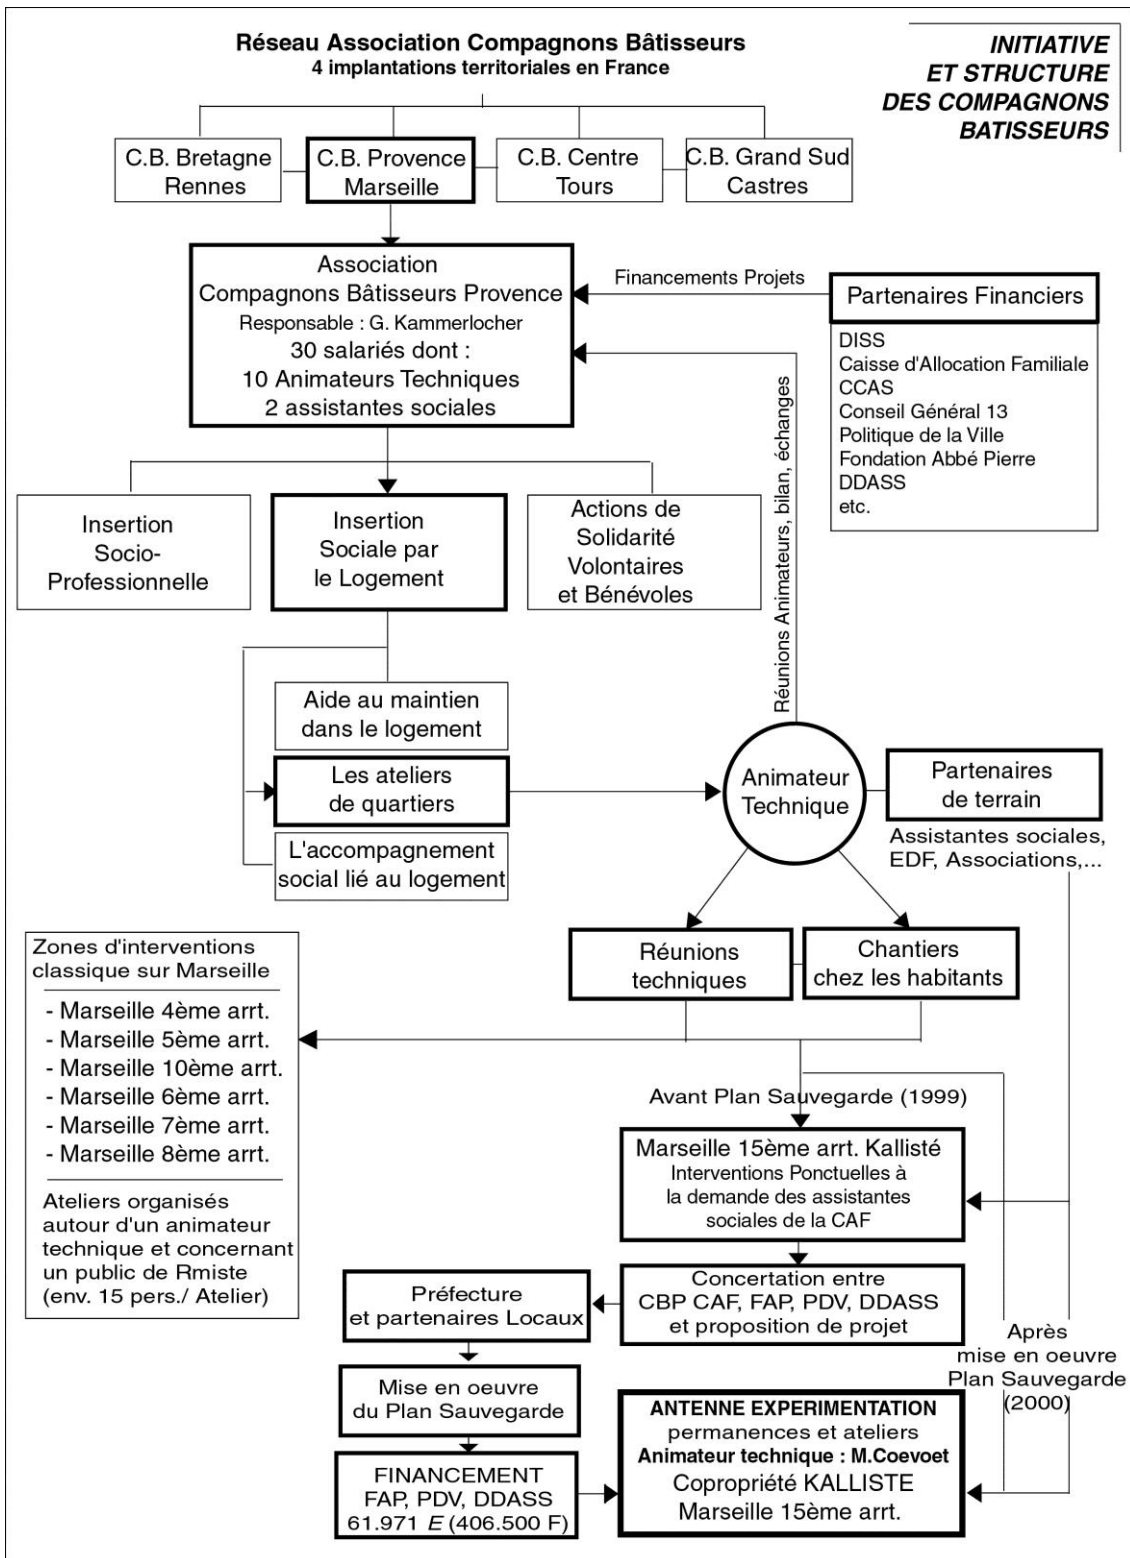 Réseau Association Compagnons Bâtisseurs
4 implantations territoriales en France
INITIATIVE
ET STRUCTURE
DES COMPAGNONS
BATISSEURS
C.B. Bretagne
Rennes
C.B. Provence
Marseille
C.B. Centre
Tours
C.B. Grand Sud
Castres
Association
Compagnons Bâtisseurs Provence
Responsable : G. Kammerlocher
30 salariés dont :
10 Animateurs Techniques
2 assistantes sociales
Financements Projets
Partenaires Financiers
DISS
Caisse d'Allocation Familiale
CCAS
Conseil Général 13
Politique de la Ville
Fondation Abbé Pierre
DDASS
etc.
Réunions Animateurs, bilan, échanges
Insertion
Socio-
Professionnelle
Insertion
Sociale par
le Logement
Actions de
Solidarité
Volontaires
et Bénévoles
Aide au maintien
dans le logement
Les ateliers
de quartiers
L'accompagnement
social lié au logement
Animateur
Technique
Partenaires
de terrain
Assistantes sociales,
EDF, Associations,...
Réunions
techniques
Chantiers
chez les habitants
Zones d'interventions
classique sur Marseille
- Marseille 4ème arrt.
- Marseille 5ème arrt.
- Marseille 10ème arrt.
- Marseille 6ème arrt.
- Marseille 7ème arrt.
- Marseille 8ème arrt.
Ateliers organisés
autour d'un animateur
technique et concernant
un public de Rmiste
(env. 15 pers./ Atelier)
Avant Plan Sauvegarde (1999)
Marseille 15ème arrt. Kallisté
Interventions Ponctuelles à
la demande des assistantes
sociales de la CAF
Concertation entre
CBP CAF, FAP, PDV, DDASS
et proposition de projet
Préfecture
et partenaires Locaux
Mise en oeuvre
du Plan Sauvegarde
FINANCEMENT
FAP, PDV, DDASS
61.971 E (406.500 F)
Après
mise en oeuvre
Plan Sauvegarde
(2000)
ANTENNE EXPERIMENTATION
permanences et ateliers
Animateur technique : M.Coevoet
Copropriété KALLISTE
Marseille 15ème arrt.